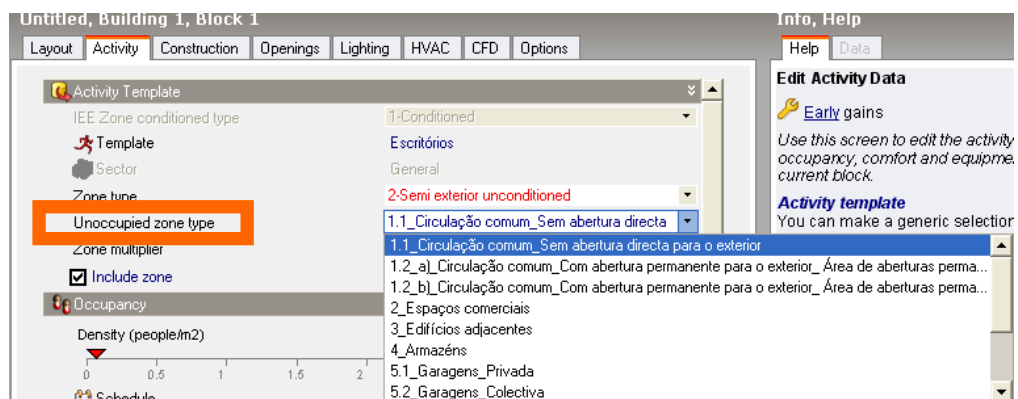 Untitled, Building 1, Block 1
Info, Help
Layout Activity Construction Openings Lighting HVAC CFD Options
Help Data
Activity Template
IEE Zone conditioned type 1-Conditioned
Template Escritórios
Sector General
Zone type 2-Semi exterior unconditioned
Unoccupied zone type 1.1_Circulação comum_Sem abertura directa
Zone multiplier
1.1_Circulação comum_Sem abertura directa para o exterior
1.2_a)_Circulação comum_Com abertura permanente para o exterior_ Área de aberturas perma...
1.2_b)_Circulação comum_Com abertura permanente para o exterior_ Área de aberturas perma...
2_Espaços comerciais
3_Edifícios adjacentes
4_Armazéns
5.1_Garagens_Privada
5.2_Garagens_Colectiva
Include zone
Occupancy
Density (people/m2)
0 0.5 1 1.5 2
Schedule
Edit Activity Data
Early gains
Use this screen to edit the activity
occupancy, comfort and equipme
current block.
Activity template
You can make a generic selection